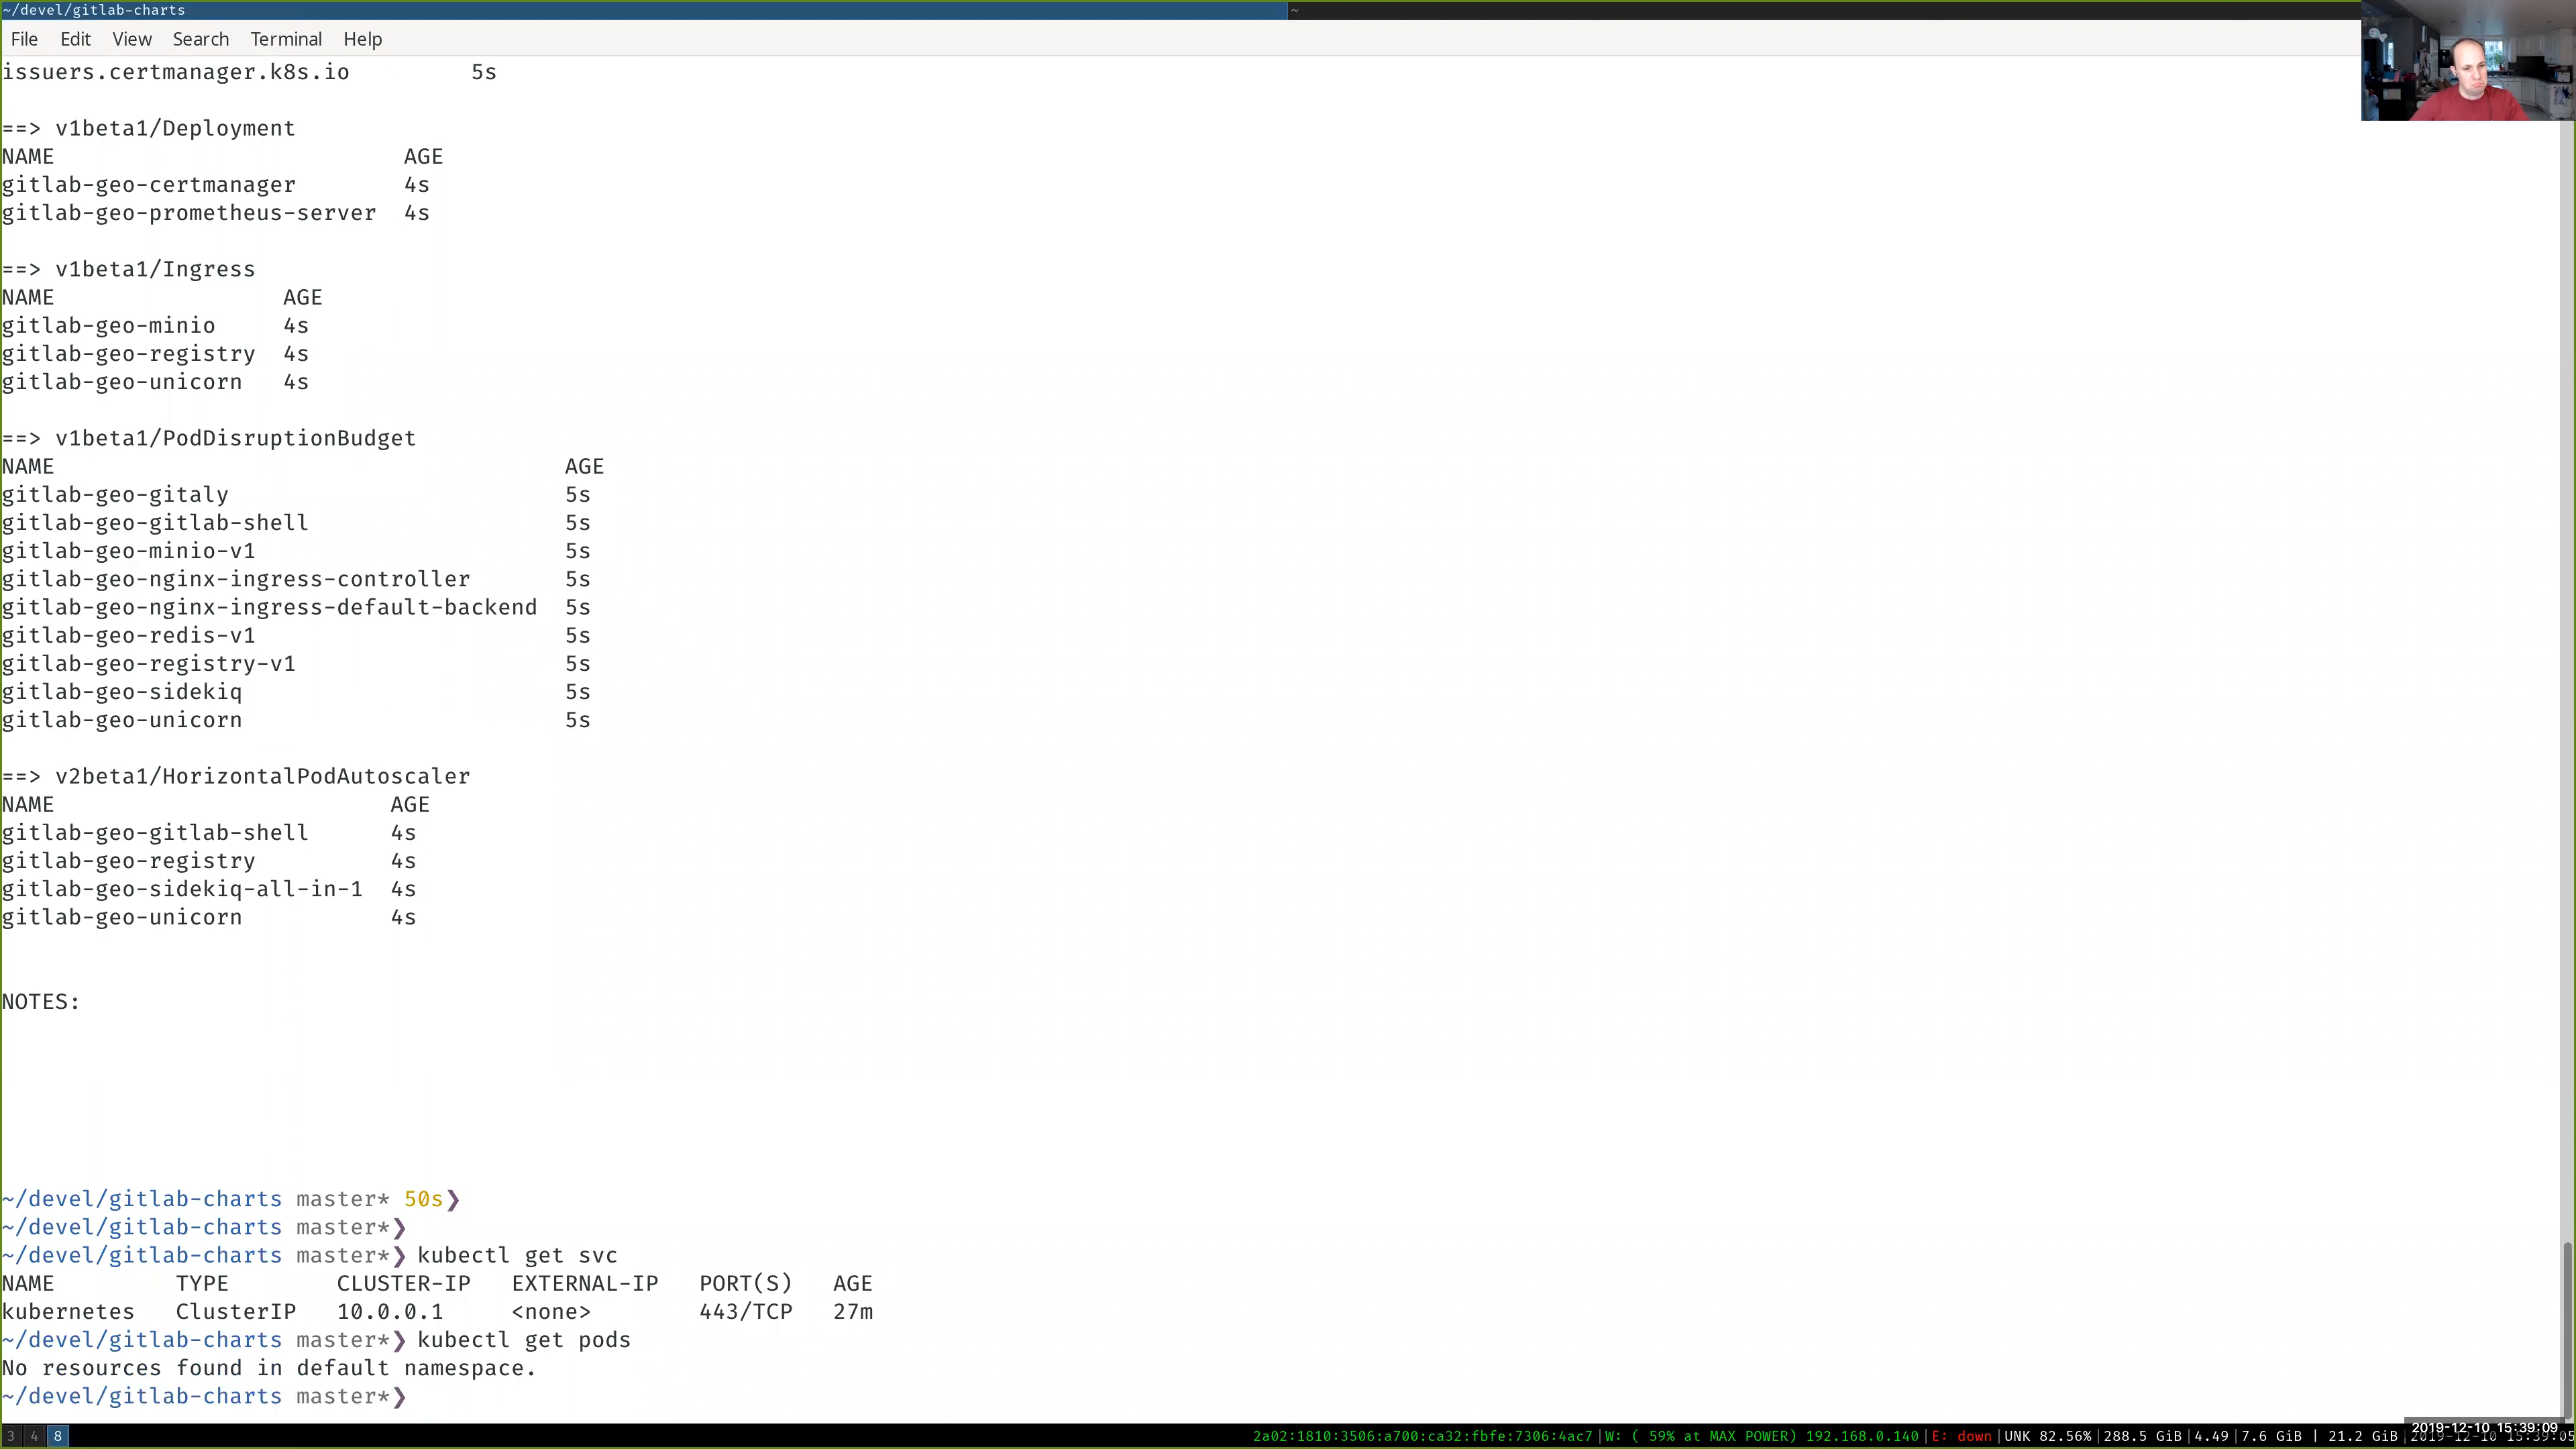 ~/devel/gitlab-charts ~
File Edit View Search Terminal Help
issuers.certmanager.k8s.io 5s
==> v1beta1/Deployment
NAME AGE
gitlab-geo-certmanager 4s
gitlab-geo-prometheus-server 4s
==> v1beta1/Ingress
NAME AGE
gitlab-geo-minio 4s
gitlab-geo-registry 4s
gitlab-geo-unicorn 4s
==> v1beta1/PodDisruptionBudget
NAME AGE
gitlab-geo-gitaly 5s
gitlab-geo-gitlab-shell 5s
gitlab-geo-minio-v1 5s
gitlab-geo-nginx-ingress-controller 5s
gitlab-geo-nginx-ingress-default-backend 5s
gitlab-geo-redis-v1 5s
gitlab-geo-registry-v1 5s
gitlab-geo-sidekiq 5s
gitlab-geo-unicorn 5s
==> v2beta1/HorizontalPodAutoscaler
NAME AGE
gitlab-geo-gitlab-shell 4s
gitlab-geo-registry 4s
gitlab-geo-sidekiq-all-in-1 4s
gitlab-geo-unicorn 4s
NOTES:
~/devel/gitlab-charts master* 50s❯
~/devel/gitlab-charts master*❯
~/devel/gitlab-charts master*❯ kubectl get svc
NAME TYPE CLUSTER-IP EXTERNAL-IP PORT(S) AGE
kubernetes ClusterIP 10.0.0.1 <none> 443/TCP 27m
~/devel/gitlab-charts master*❯ kubectl get pods
No resources found in default namespace.
~/devel/gitlab-charts master*❯
2019-12-10 15:39:09
3 4 8 2a02:1810:3506:a700:ca32:fbfe:7306:4ac7|W: ( 59% at MAX POWER) 192.168.0.140|E: down|UNK 82.56%|288.5 GiB|4.49|7.6 GiB | 21.2 GiB